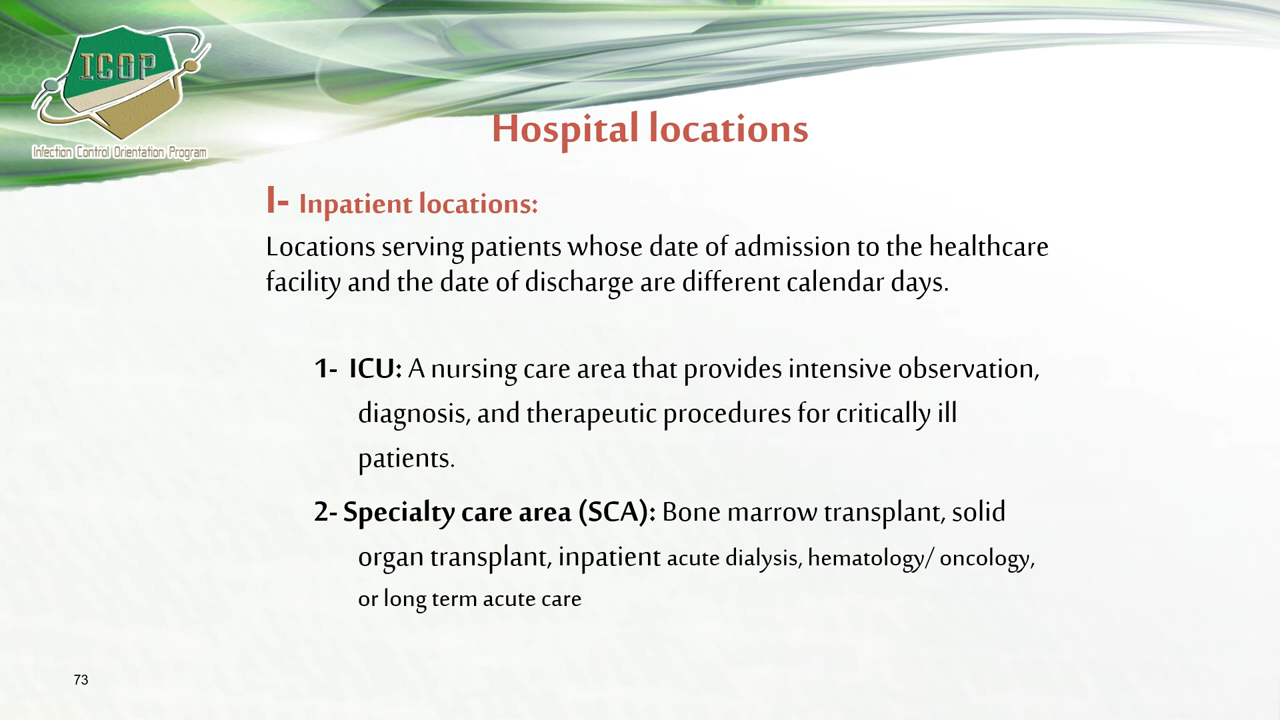 ICOP
Infection Control Orientation Program
Hospital locations
I- Inpatient locations:
Locations serving patients whose date of admission to the healthcare
facility and the date of discharge are different calendar days.
1- ICU: A nursing care area that provides intensive observation,
diagnosis, and therapeutic procedures for critically ill
patients.
2- Specialty care area (SCA): Bone marrow transplant, solid
organ transplant, inpatient acute dialysis, hematology/ oncology,
or long term acute care
73